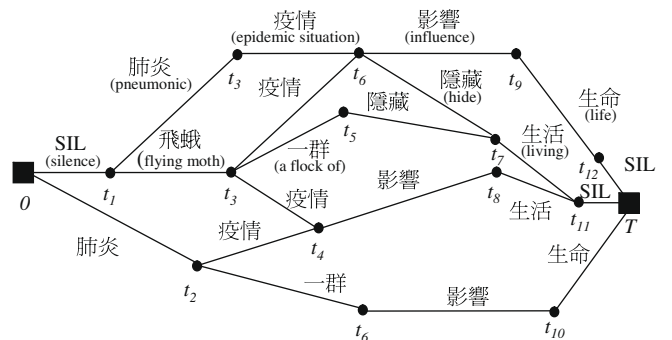 疫情
(epidemic situation)
影響
(influence)
肺炎
(pneumonic)
t3
疫情
t6
隱藏
(hide)
t9
生命
(life)
隱藏
SIL
(silence)
飛蛾
(flying moth)
一群
(a flock of)
t5
t7
生活
(living)
t12
SIL
0
t1
t3
疫情
影響
t8
SIL
肺炎
疫情
t4
生活
t11
T
t2
一群
生命
影響
t6
t10